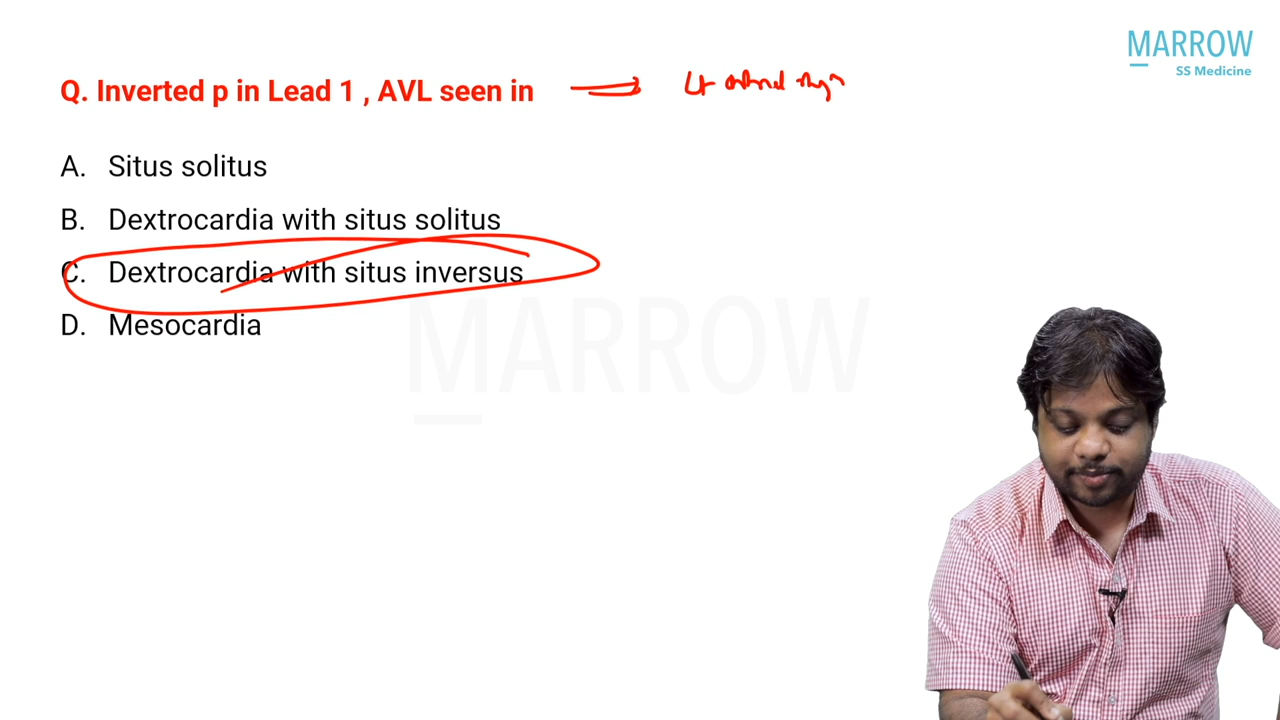 MARROW
SS Medicine
Q. Inverted p in Lead 1 , AVL seen in
A. Situs solitus
B. Dextrocardia with situs solitus
C. Dextrocardia with situs inversus
D. Mesocardia
MARROW